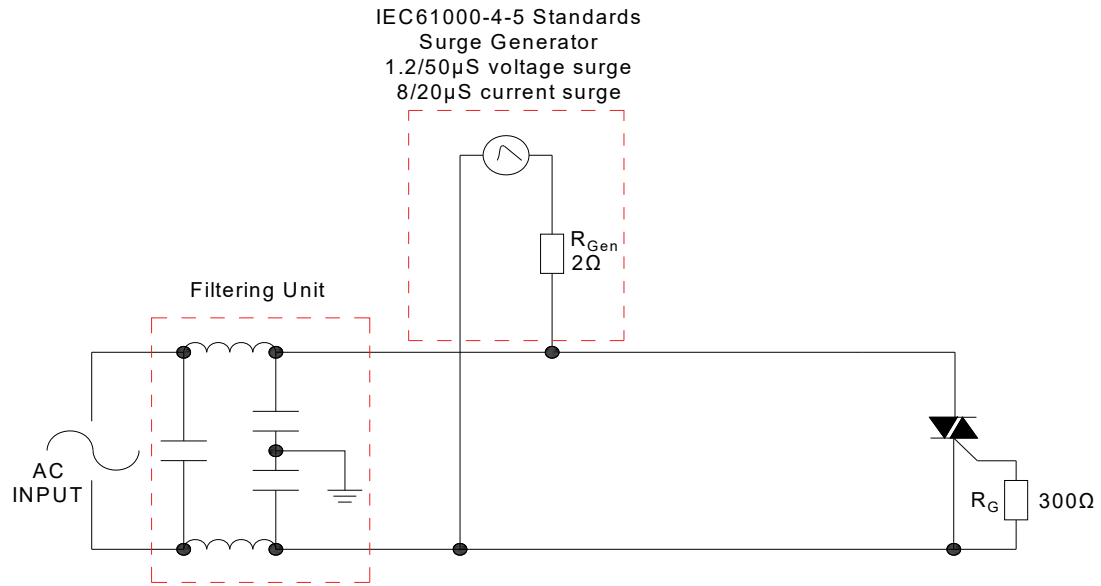 IEC61000-4-5 Standards
Surge Generator
1.2/50μS voltage surge
8/20μS current surge
RGen
2Ω
Filtering Unit
AC
INPUT
RG
300Ω